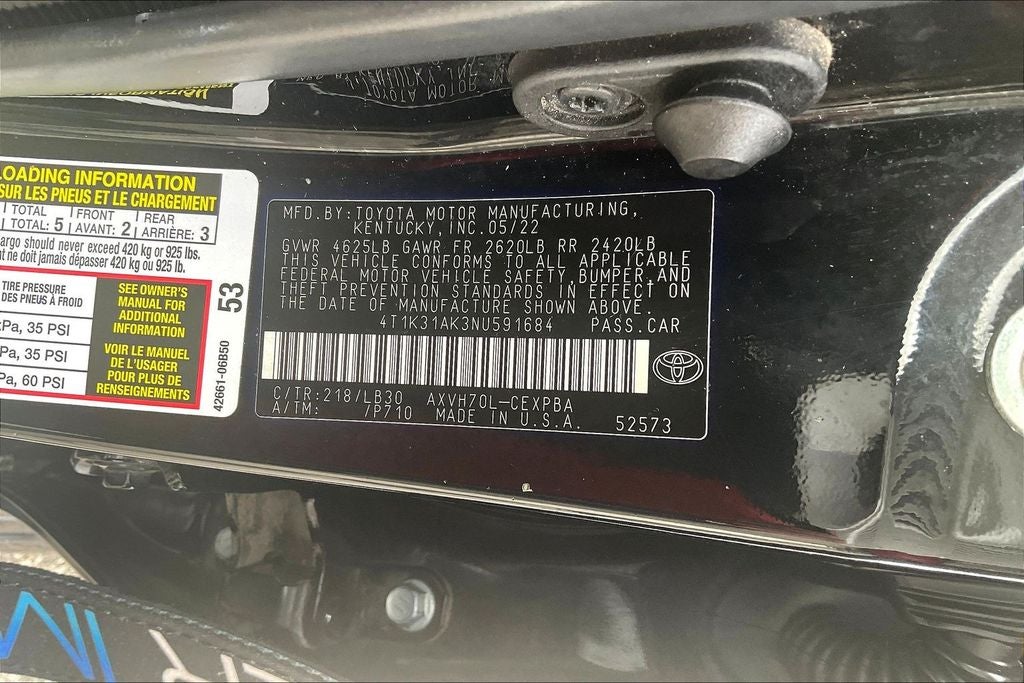 LOADING INFORMATION
SUR LES PNEUS ET LE CHARGEMENT
TOTAL FRONT REAR
TOTAL: 5 AVANT: 2 ARRIÈRE: 3
should never exceed 420 kg or 925 lbs.
ne doit jamais dépasser 420 kg ou 925 lb.
TIRE PRESSURE
DES PNEUS À FROID
35 PSI
35 PSI
60 PSI
SEE OWNER'S
MANUAL FOR
ADDITIONAL
INFORMATION
VOIR LE MANUEL
DE L'USAGER
POUR PLUS DE
RENSEIGNEMENTS
53
42661-06B50
MFD.BY:TOYOTA MOTOR MANUFACTURING,
KENTUCKY,INC.05/22
GVWR 4625LB GAWR FR 2620LB RR 2420LB
THIS VEHICLE CONFORMS TO ALL APPLICABLE
FEDERAL MOTOR VEHICLE SAFETY,BUMPER,AND
THEFT PREVENTION STANDARDS IN EFFECT ON
THE DATE OF MANUFACTURE SHOWN ABOVE.
4T1K31AK3NU591684 PASS.CAR
C/TR:218/LB30 AXVH70L-CEXPBA
A/TM: /P710 MADE IN U.S.A. 52573